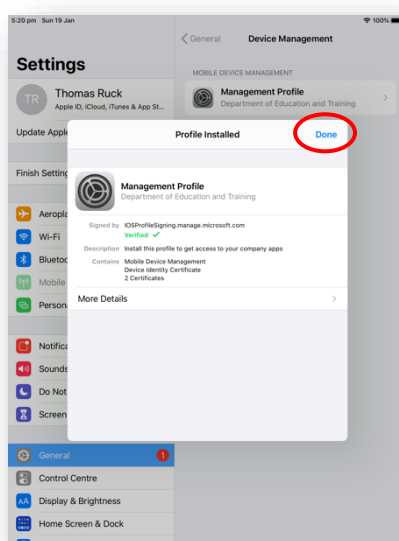 5:20 pm Sun 19 Jan
100%
General
Device Management
Settings
MOBILE DEVICE MANAGEMENT
TR
Thomas Ruck
Apple ID, iCloud, iTunes & App St...
Management Profile
Department of Education and Training
Update Apple
Profile Installed
Done
Finish Setting
Management Profile
Department of Education and Training
Signed by IOSProfileSigning.manage.microsoft.com
Verified ✓
Description Install this profile to get access to your company apps
Contains Mobile Device Management
Device Identity Certificate
2 Certificates
More Details
Aeropla
Wi-Fi
Bluetoo
Mobile
Person
Notifica
Sounds
Do Not
Screen
General
1
Control Centre
AA
Display & Brightness
Home Screen & Dock